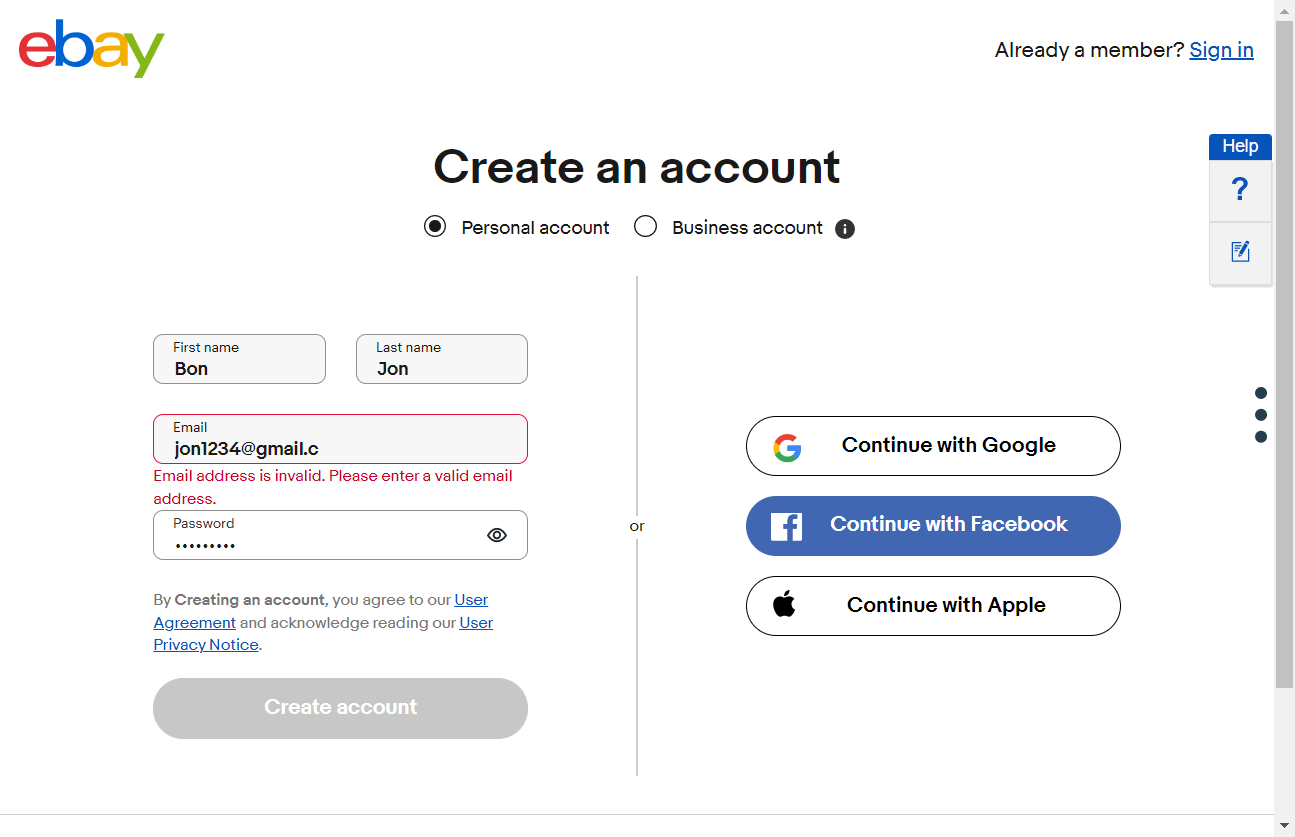 ebay
Already a member? Sign in
Help
?
Create an account
Personal account Business account i
First name
Bon
Last name
Jon
Email
jon1234@gmail.c
Email address is invalid. Please enter a valid email
address.
Password
•••••••••
By Creating an account, you agree to our User
Agreement and acknowledge reading our User
Privacy Notice.
Create account
or
Continue with Google
Continue with Facebook
Continue with Apple